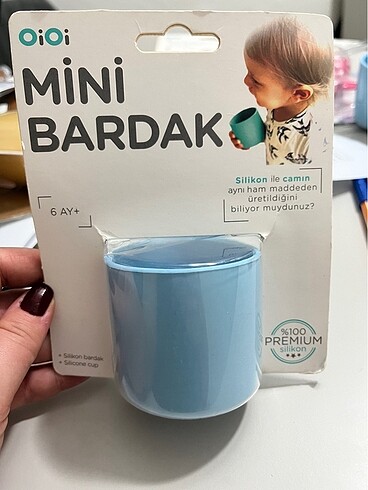 OiOi
MİNİ
BARDAK
Silikon ile camın
aynı ham maddeden
üretildiğini
biliyor muydunuz?
6 AY+
%100
PREMIUM
silikon
+ Silikon bardak
+ Silicone cup